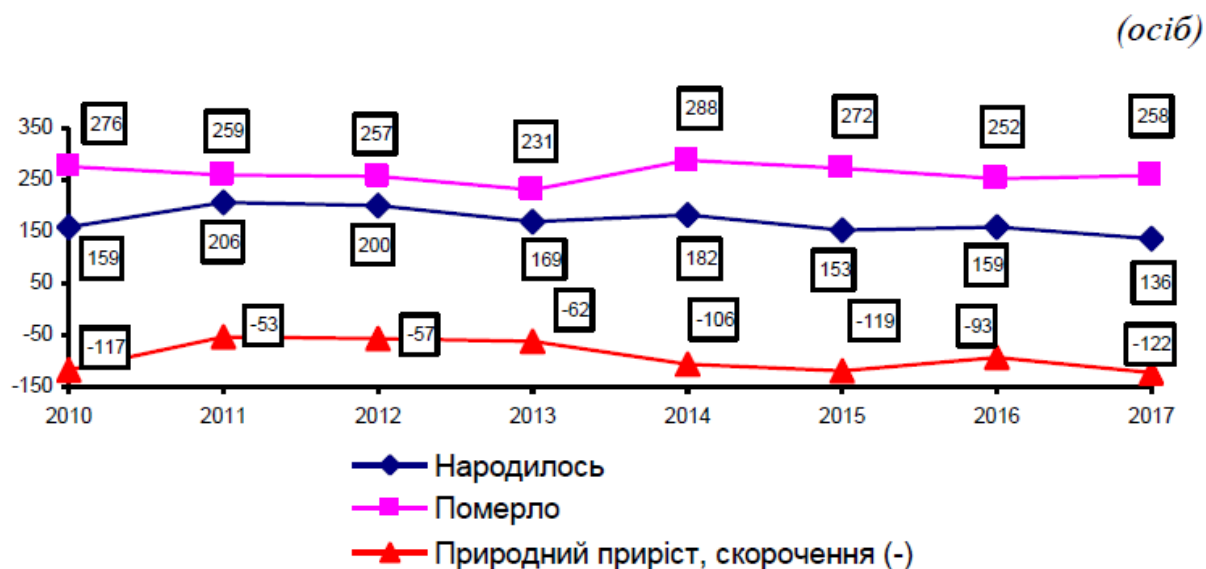 (осіб)
276 259 257 231 288 272 252 258
350
250
150
159 206 200 169 182 153 159 136
50
-50
-117 -53 -57 -62 -106 -119 -93 -122
-150
2010 2011 2012 2013 2014 2015 2016 2017
Народилось
Померло
Природний приріст, скорочення (-)